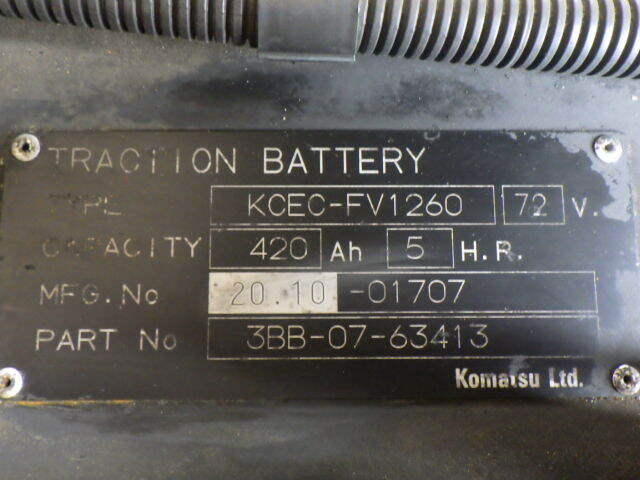 TRACTION BATTERY
TYPE KCEC-FV1260 72 V.
CAPACITY 420 Ah 5 H.R.
MFG.No 20.10 -01707
PART No 3BB-07-63413
Komatsu Ltd.